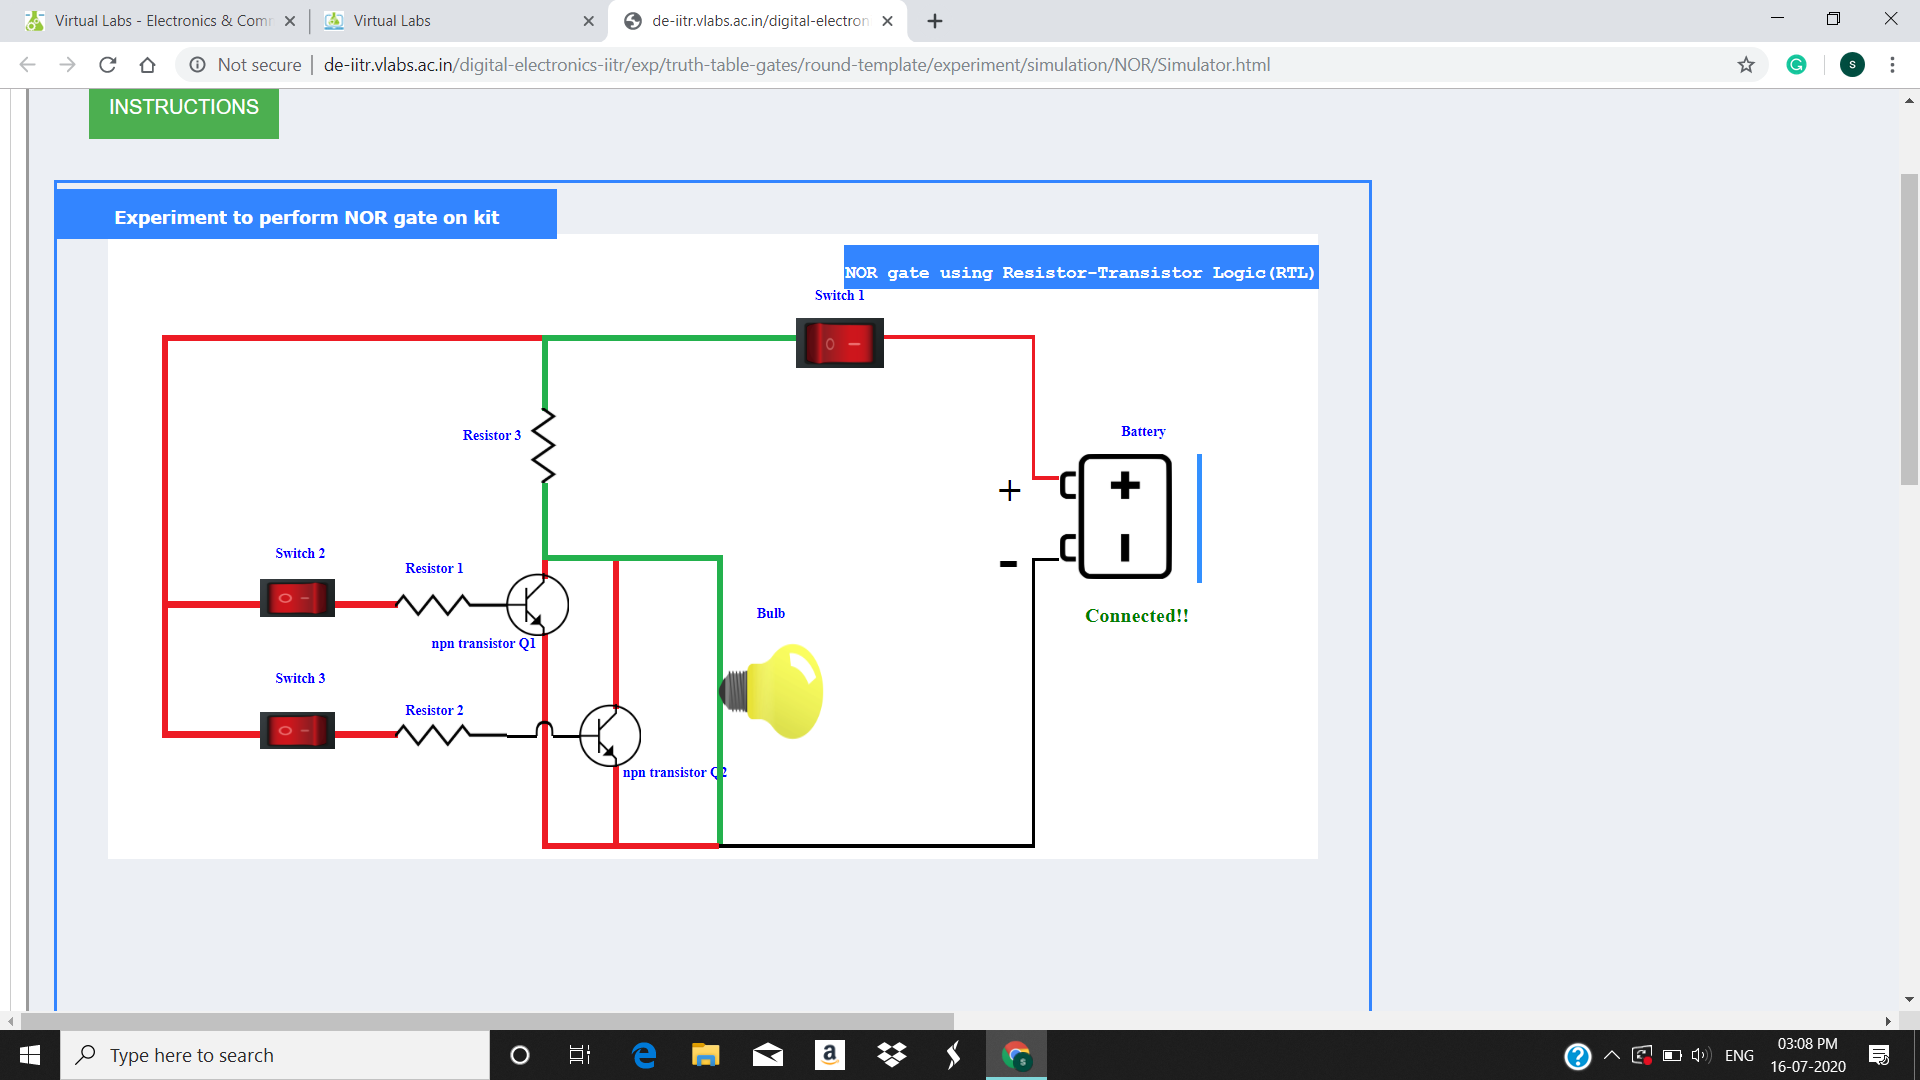 Virtual Labs - Electronics & Com
Virtual Labs
de-iitr.vlabs.ac.in/digital-electron
Not secure
de-iitr.vlabs.ac.in/digital-electronics-iitr/exp/truth-table-gates/round-template/experiment/simulation/NOR/Simulator.html
G
s
INSTRUCTIONS
Experiment to perform NOR gate on kit
NOR gate using Resistor-Transistor Logic(RTL)
Switch 1
Resistor 3
Battery
+
+
-
Switch 2
Resistor 1
Bulb
Connected!!
npn transistor Q1
Switch 3
Resistor 2
npn transistor Q2
Type here to search
a
ENG
03:08 PM
16-07-2020